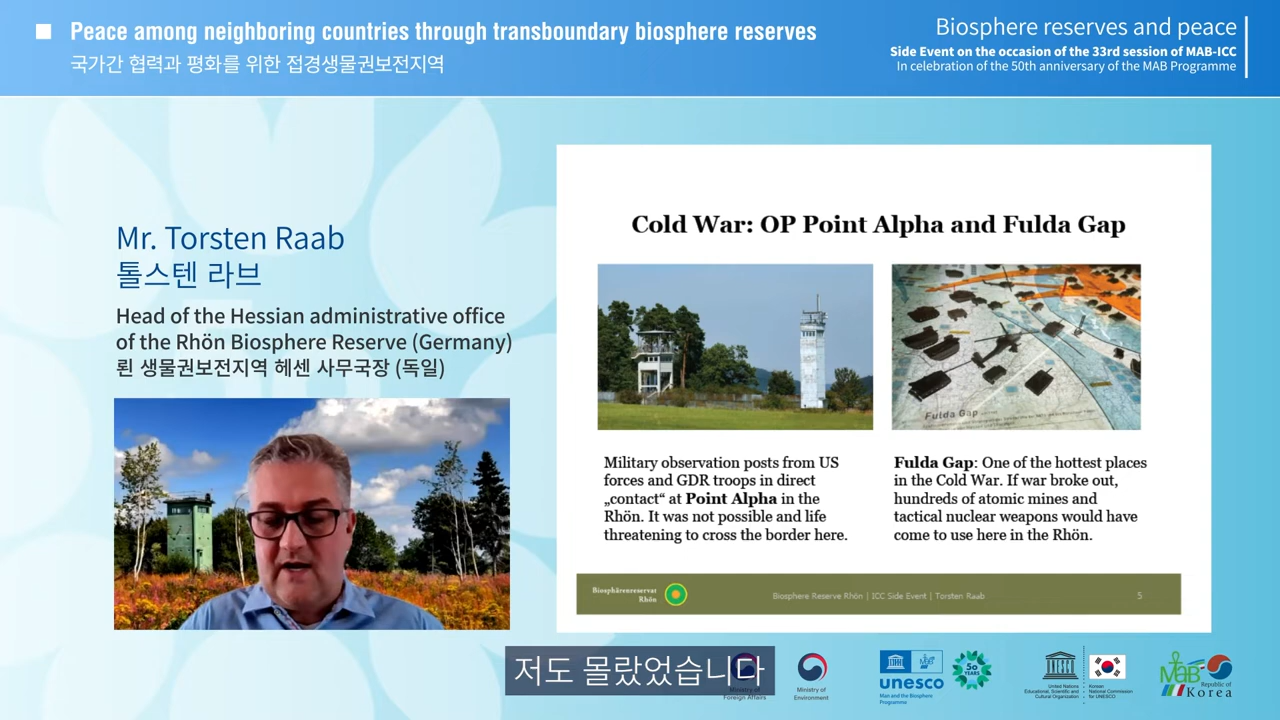 Peace among neighboring countries through transboundary biosphere reserves
국가간 협력과 평화를 위한 접경생물권보전지역
Biosphere reserves and peace
Side Event on the occasion of the 33rd session of MAB-ICC
In celebration of the 50th anniversary of the MAB Programme
Mr. Torsten Raab
톨스텐 라브
Head of the Hessian administrative office
of the Rhön Biosphere Reserve (Germany)
뢴 생물권보전지역 헤센 사무국장 (독일)
Cold War: OP Point Alpha and Fulda Gap
Fulda Gap
Military observation posts from US
forces and GDR troops in direct
„contact“ at Point Alpha in the
Rhön. It was not possible and life
threatening to cross the border here.
Fulda Gap: One of the hottest places
in the Cold War. If war broke out,
hundreds of atomic mines and
tactical nuclear weapons would have
come to use here in the Rhön.
Biosphärenreservat
Rhön
Biosphere Reserve Rhön | ICC Side Event | Torsten Raab
5
저도 몰랐었습니다
Ministry of
Foreign Affairs
Ministry of
Environment
unesco
Man and the Biosphere
Programme
50
YEARS
United Nations
Educational, Scientific and
Cultural Organization
Korean
National Commission
for UNESCO
MAB
Republic of
Korea